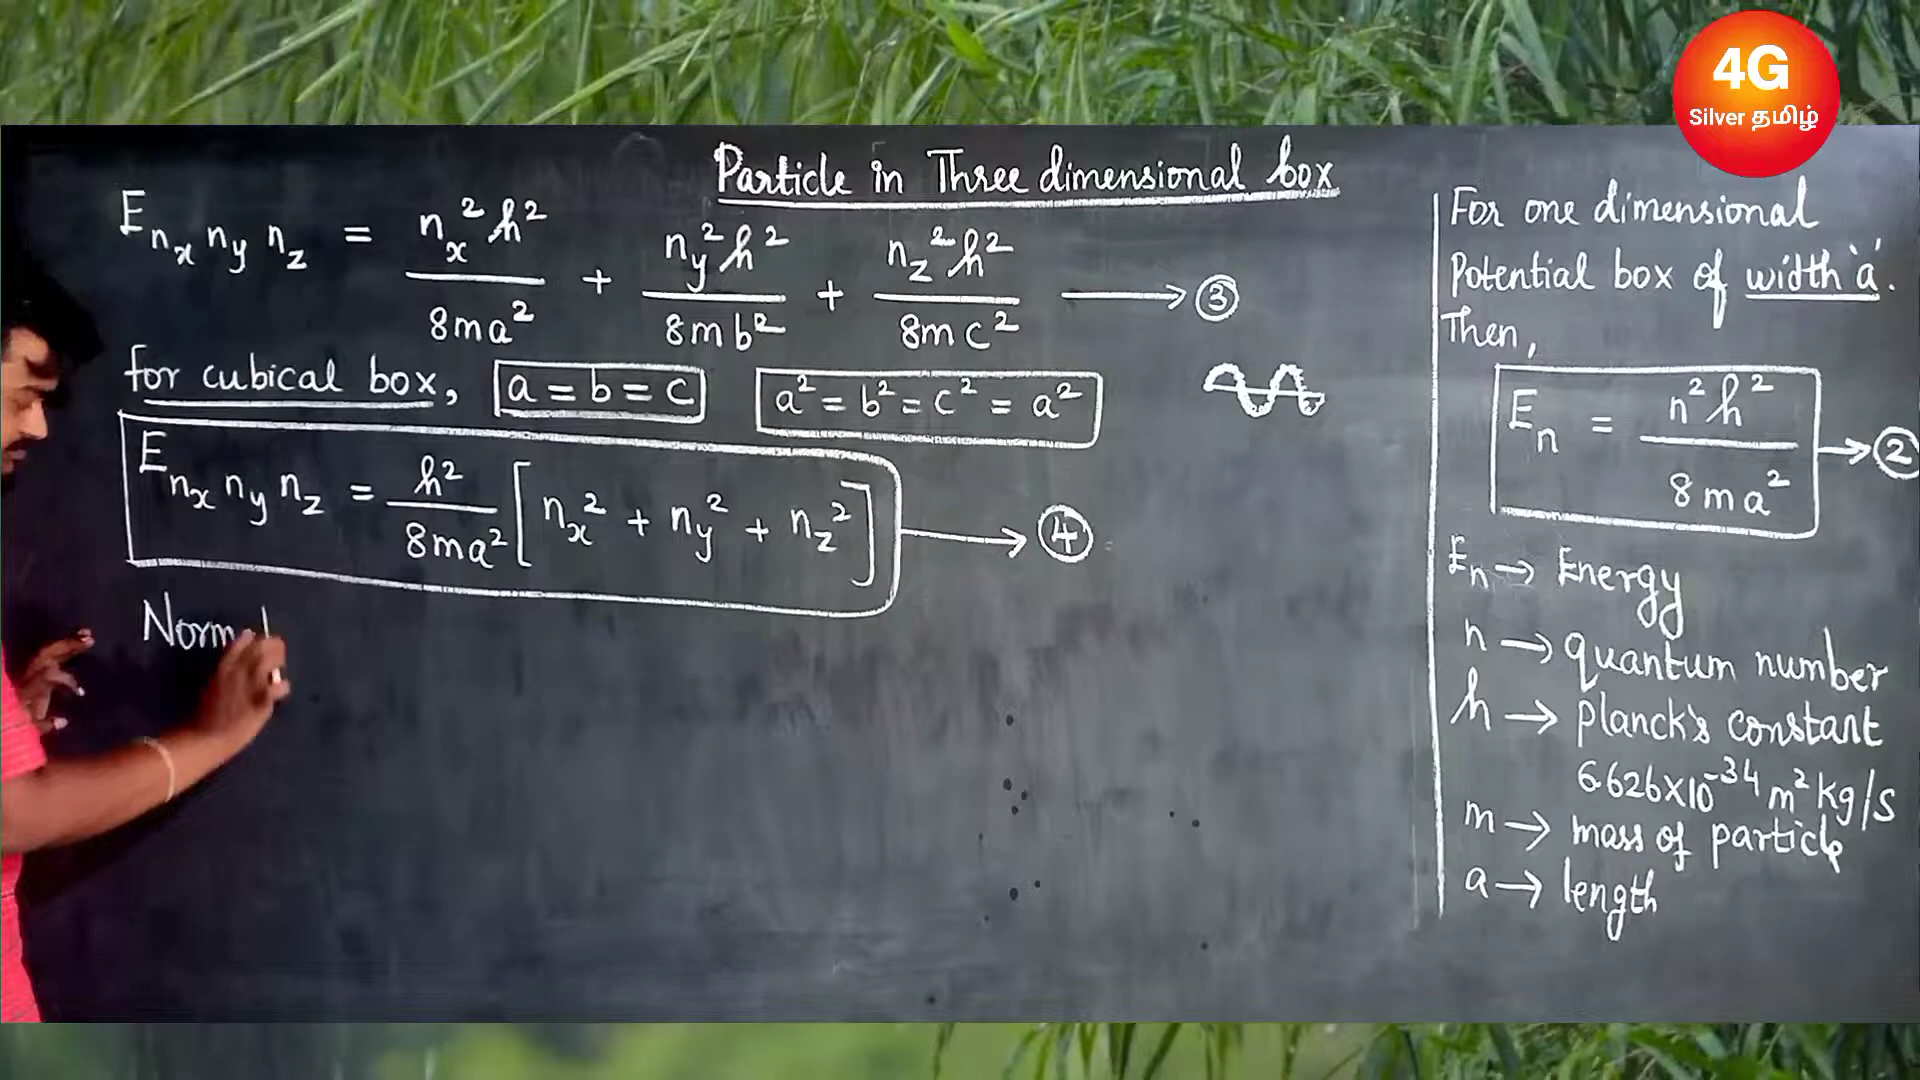 4G
Silver தமிழ்
Particle in Three dimensional box
E_{n_x n_y n_z} = n_x²h²/8ma² + n_y²h²/8mb² + n_z²h²/8mc² → ③
for cubical box, a = b = c a² = b² = c² = a²
E_{n_x n_y n_z} = h²/8ma² [n_x² + n_y² + n_z²] → ④
For one dimensional
Potential box of width 'a'.
Then,
E_n = n²h²/8ma² → ②
E_n → Energy
n → quantum number
h → planck's constant
6.626x10⁻³⁴ m² kg/s
m → mass of particle
a → length